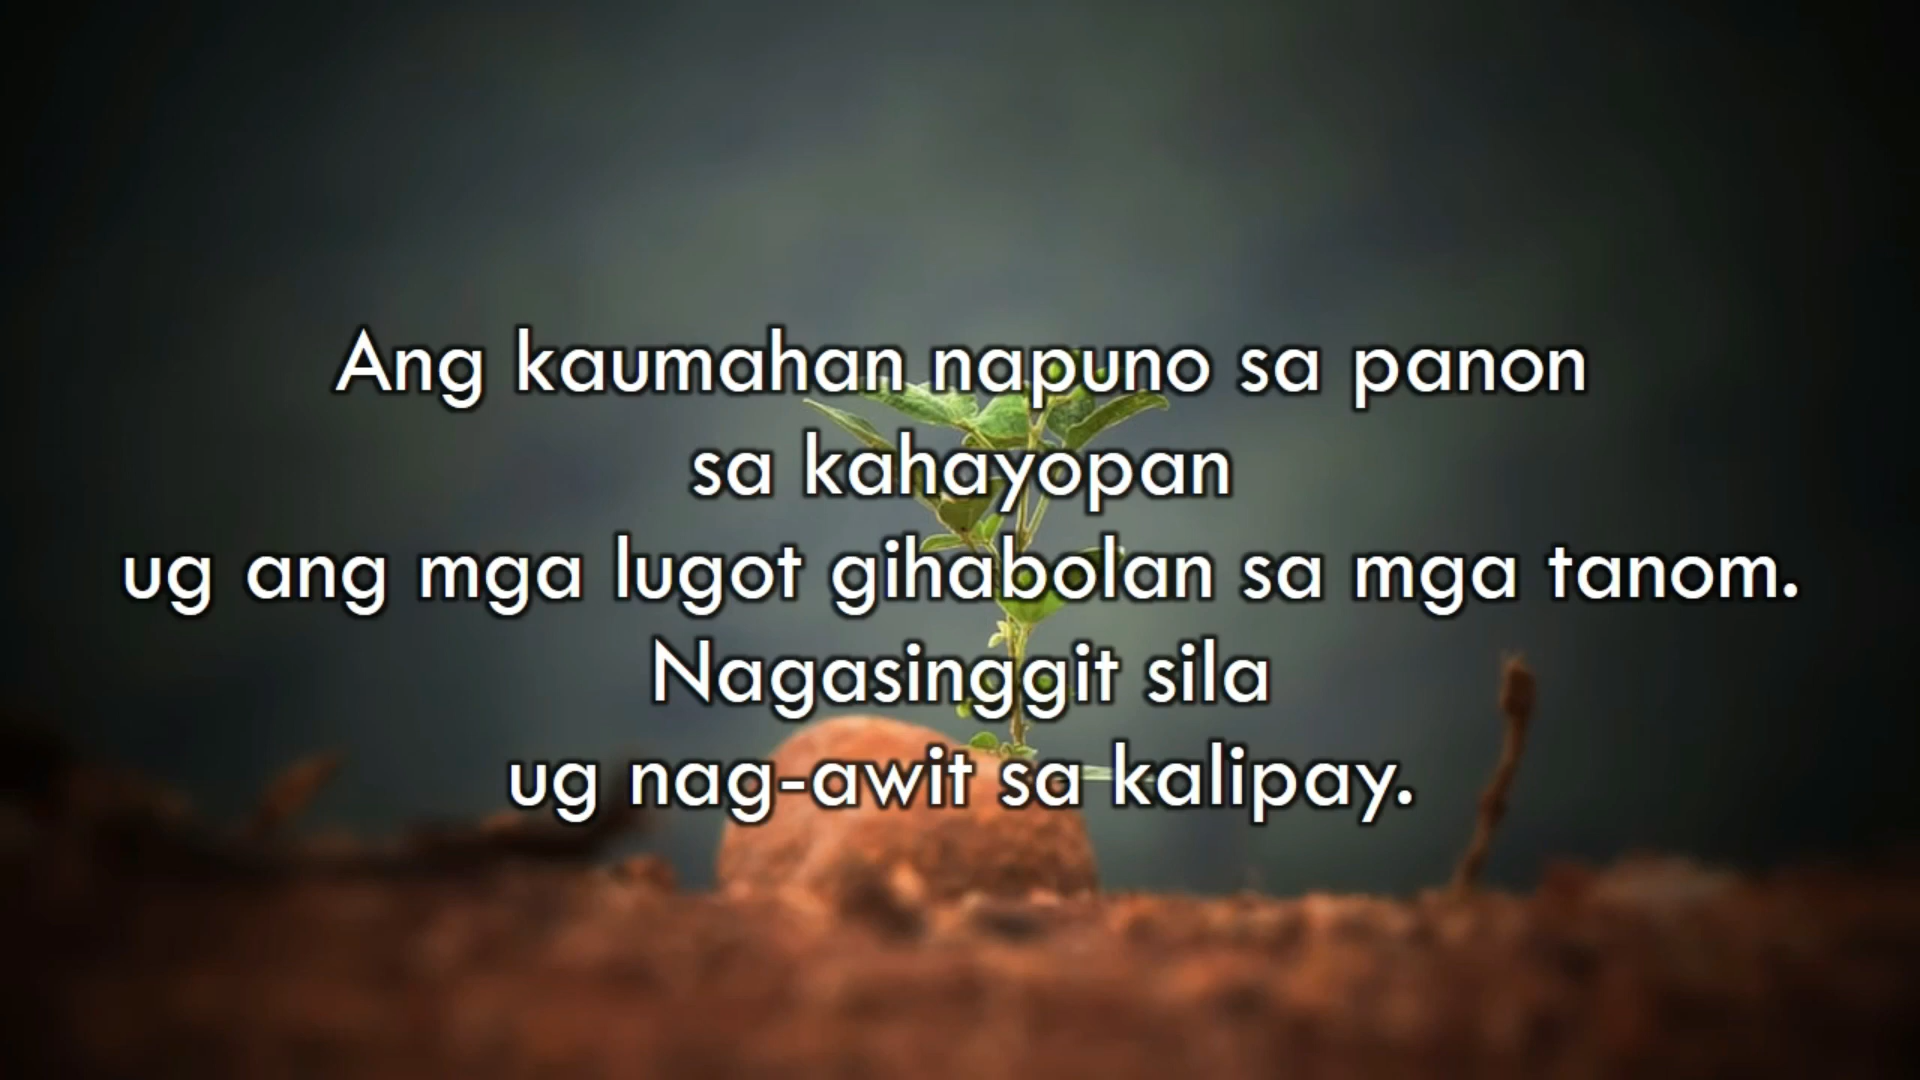 Ang kaumahan napuno sa panon
sa kahayopan
ug ang mga lugot gihabolan sa mga tanom.
Nagasinggit sila
ug nag-awit sa kalipay.